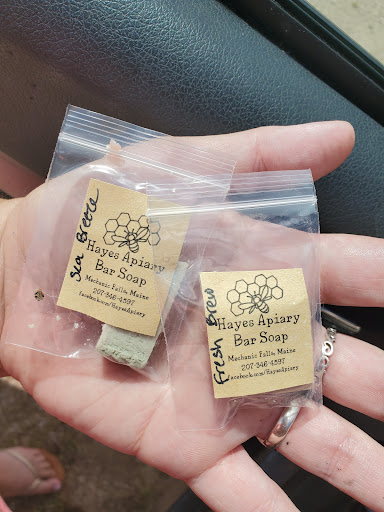 Sea Breeze
Hayes Apiary
Bar Soap
Mechanic Falls, Maine
207-346-4597
facebook.com/HayesApiary
Fresh Brew
Hayes Apiary
Bar Soap
Mechanic Falls, Maine
207-346-4597
facebook.com/HayesApiary